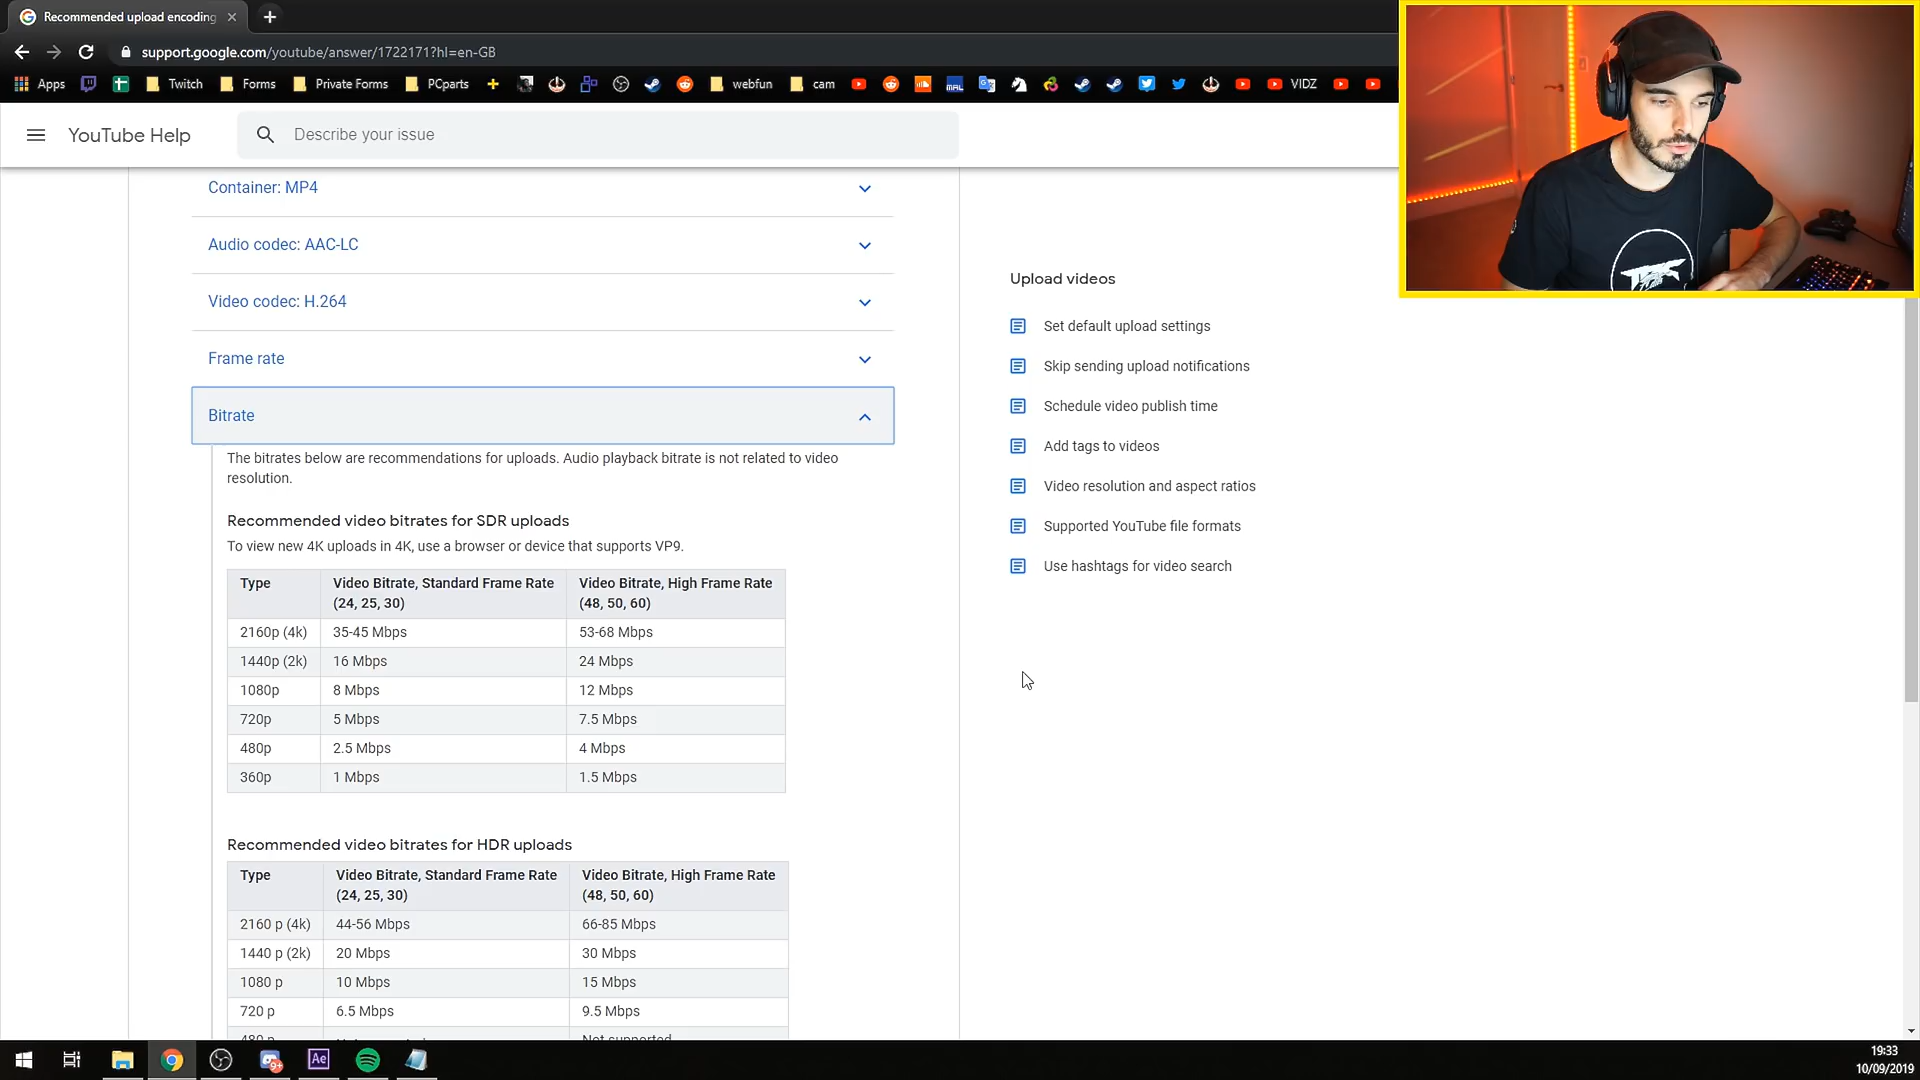 Recommended upload encoding
support.google.com/youtube/answer/1722171?hl=en-GB
Apps
Twitch
Forms
Private Forms
PCparts
MAL
webfun
cam
VIDZ
YouTube Help
Describe your issue
Container: MP4
Audio codec: AAC-LC
Video codec: H.264
Frame rate
Bitrate
The bitrates below are recommendations for uploads. Audio playback bitrate is not related to video
resolution.
Recommended video bitrates for SDR uploads
To view new 4K uploads in 4K, use a browser or device that supports VP9.
Type Video Bitrate, Standard Frame Rate (24, 25, 30) Video Bitrate, High Frame Rate (48, 50, 60)
2160p (4k) 35-45 Mbps 53-68 Mbps
1440p (2k) 16 Mbps 24 Mbps
1080p 8 Mbps 12 Mbps
720p 5 Mbps 7.5 Mbps
480p 2.5 Mbps 4 Mbps
360p 1 Mbps 1.5 Mbps
Recommended video bitrates for HDR uploads
Type Video Bitrate, Standard Frame Rate (24, 25, 30) Video Bitrate, High Frame Rate (48, 50, 60)
2160 p (4k) 44-56 Mbps 66-85 Mbps
1440 p (2k) 20 Mbps 30 Mbps
1080 p 10 Mbps 15 Mbps
720 p 6.5 Mbps 9.5 Mbps
Upload videos
Set default upload settings
Skip sending upload notifications
Schedule video publish time
Add tags to videos
Video resolution and aspect ratios
Supported YouTube file formats
Use hashtags for video search
9+
Ae
19:33
10/09/2019